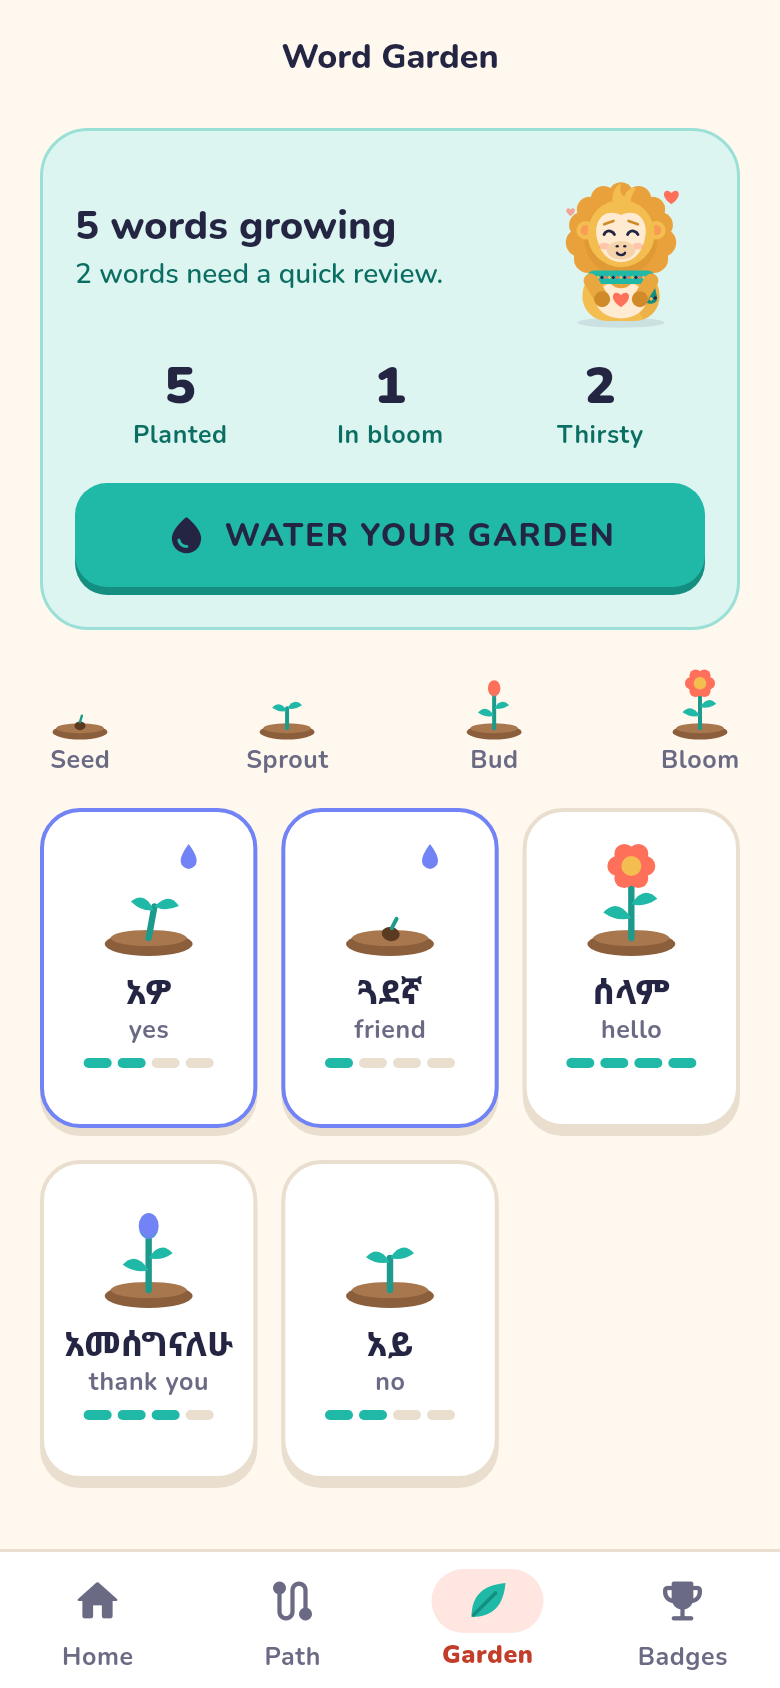 Word Garden
5 words growing
2 words need a quick review.
5
Planted
1
In bloom
2
Thirsty
WATER YOUR GARDEN
Seed
Sprout
Bud
Bloom
አዎ
yes
ጓደኛ
friend
ሰላም
hello
አመሰግናለሁ
thank you
አይ
no
Home
Path
Garden
Badges